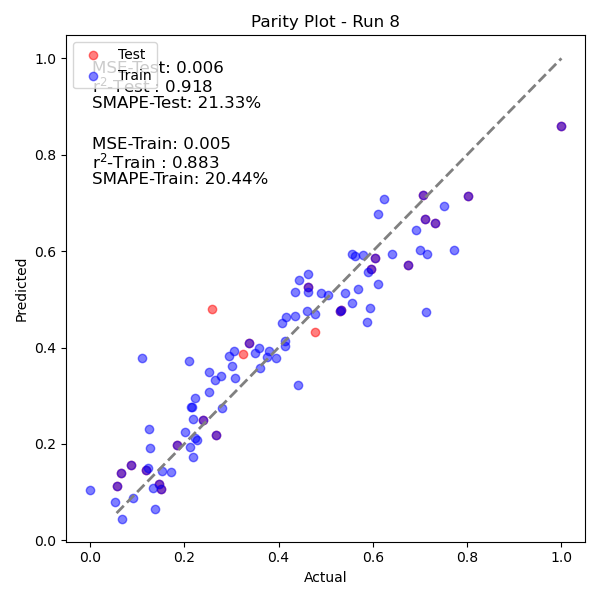 Parity Plot - Run 8
Test
Train
MSE-Test: 0.006
r²-Test : 0.918
SMAPE-Test: 21.33%
MSE-Train: 0.005
r²-Train : 0.883
SMAPE-Train: 20.44%
Predicted
1.0
0.8
0.6
0.4
0.2
0.0
0.0 0.2 0.4 0.6 0.8 1.0
Actual